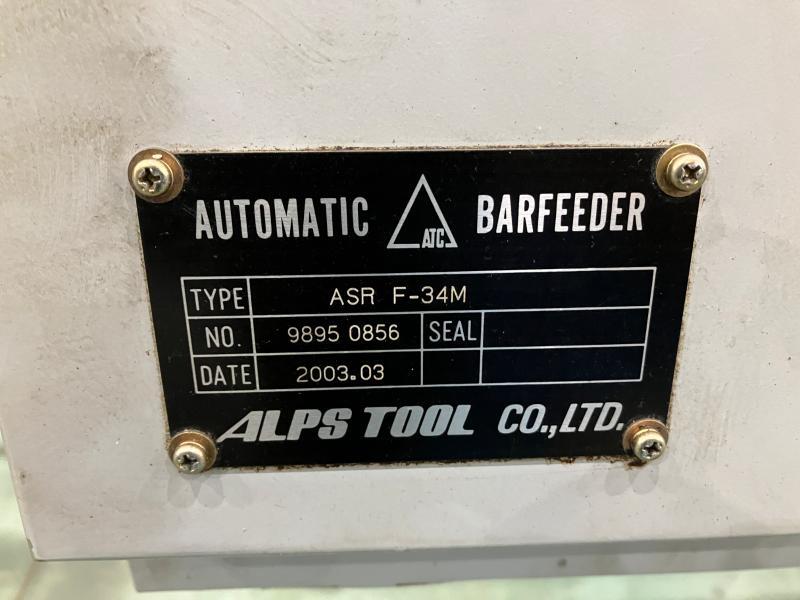 AUTOMATIC ATC BARFEEDER
TYPE ASR F-34M
NO. 9895 0856 SEAL
DATE 2003.03
ALPS TOOL CO.,LTD.